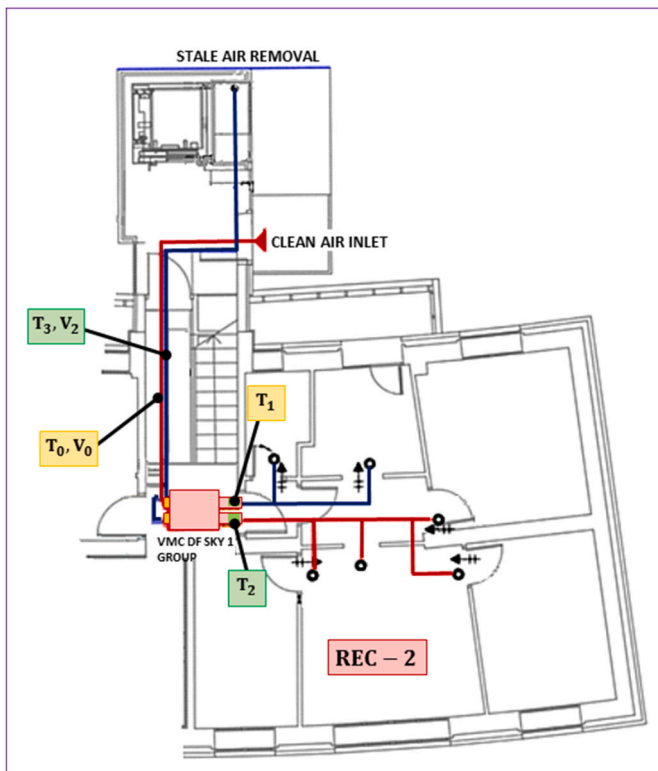 STALE AIR REMOVAL
CLEAN AIR INLET
T₃, V₂
T₁
T₀, V₀
VMC DF SKY 1
GROUP
T₂
REC − 2